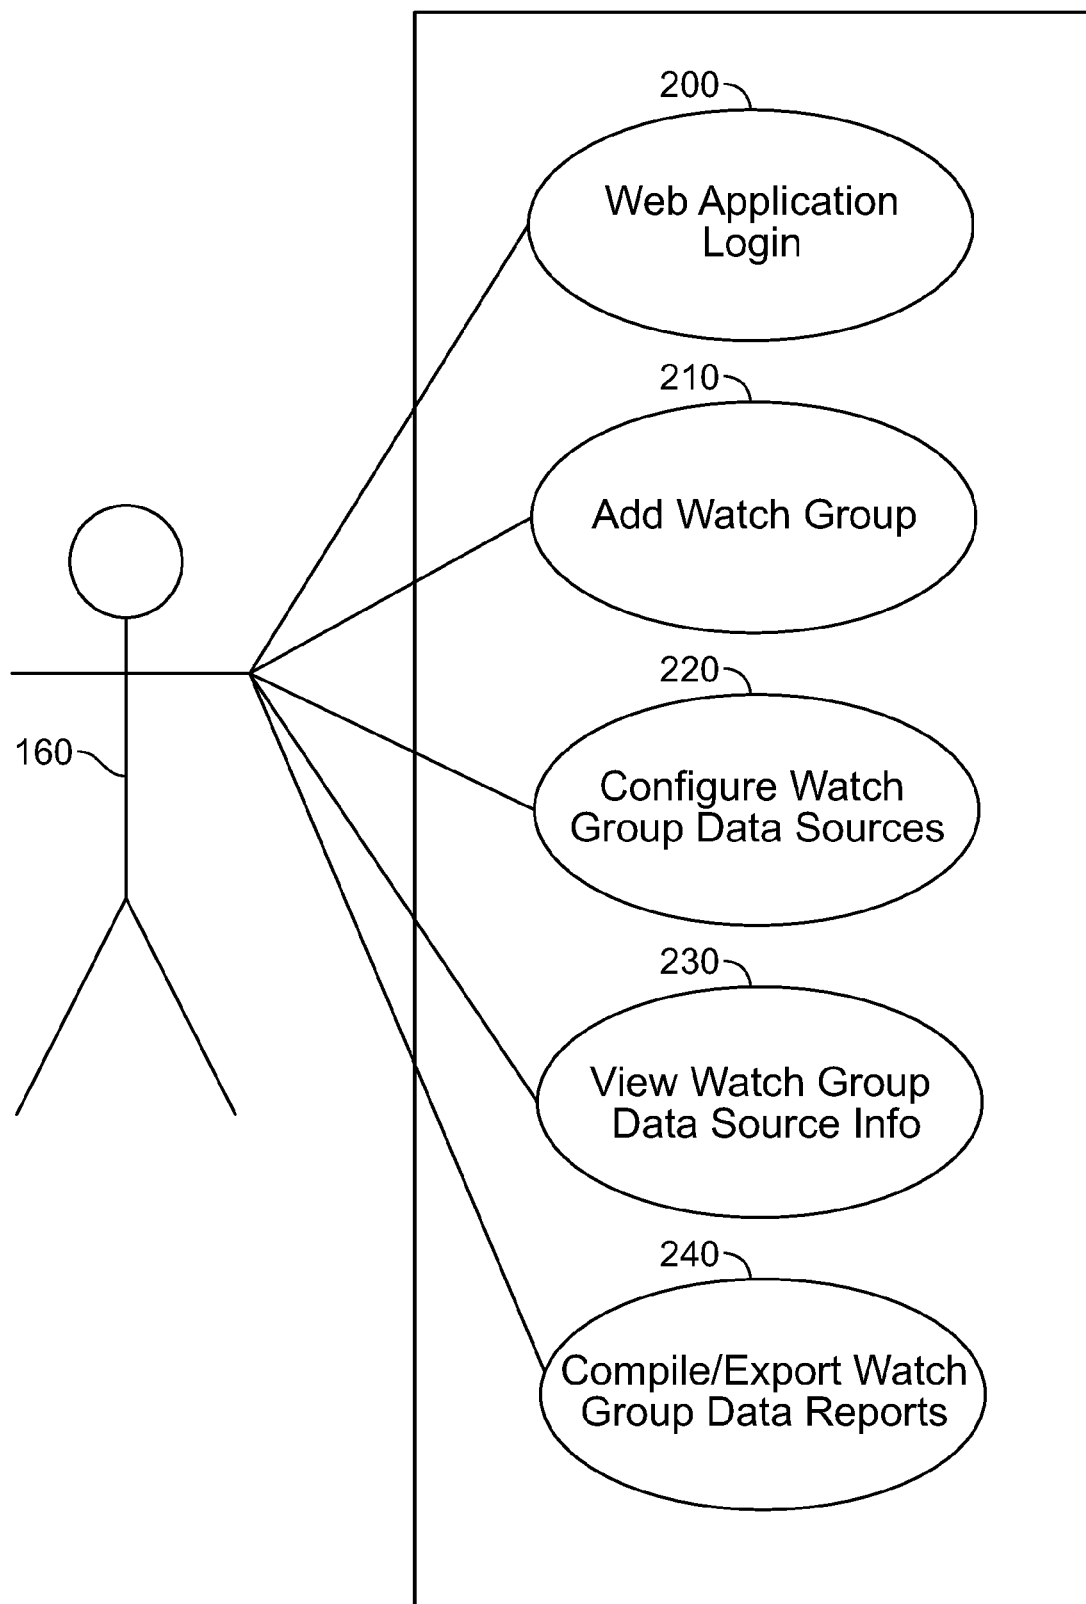 200
Web Application
Login
210
Add Watch Group
220
160
Configure Watch
Group Data Sources
230
View Watch Group
Data Source Info
240
Compile/Export Watch
Group Data Reports